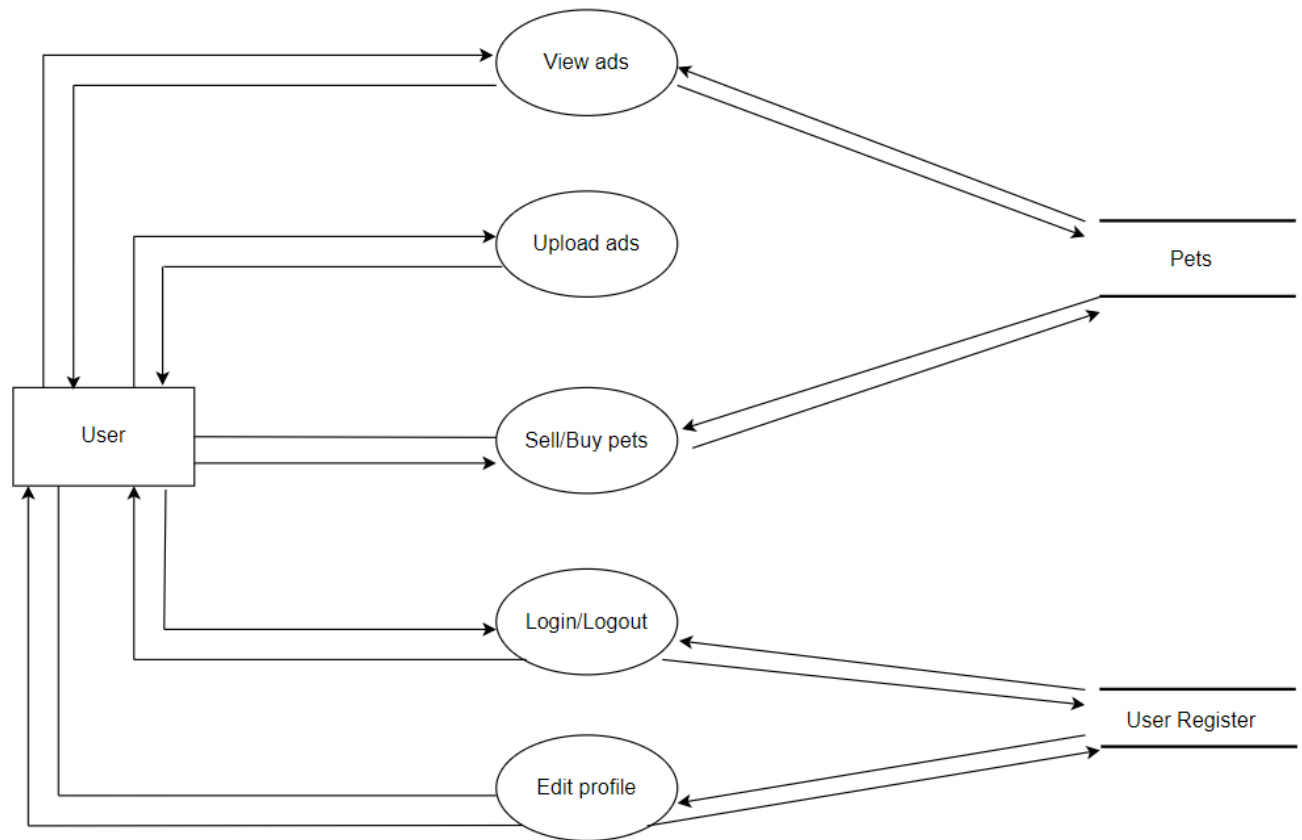 View ads
Upload ads
Pets
User
Sell/Buy pets
Login/Logout
User Register
Edit profile